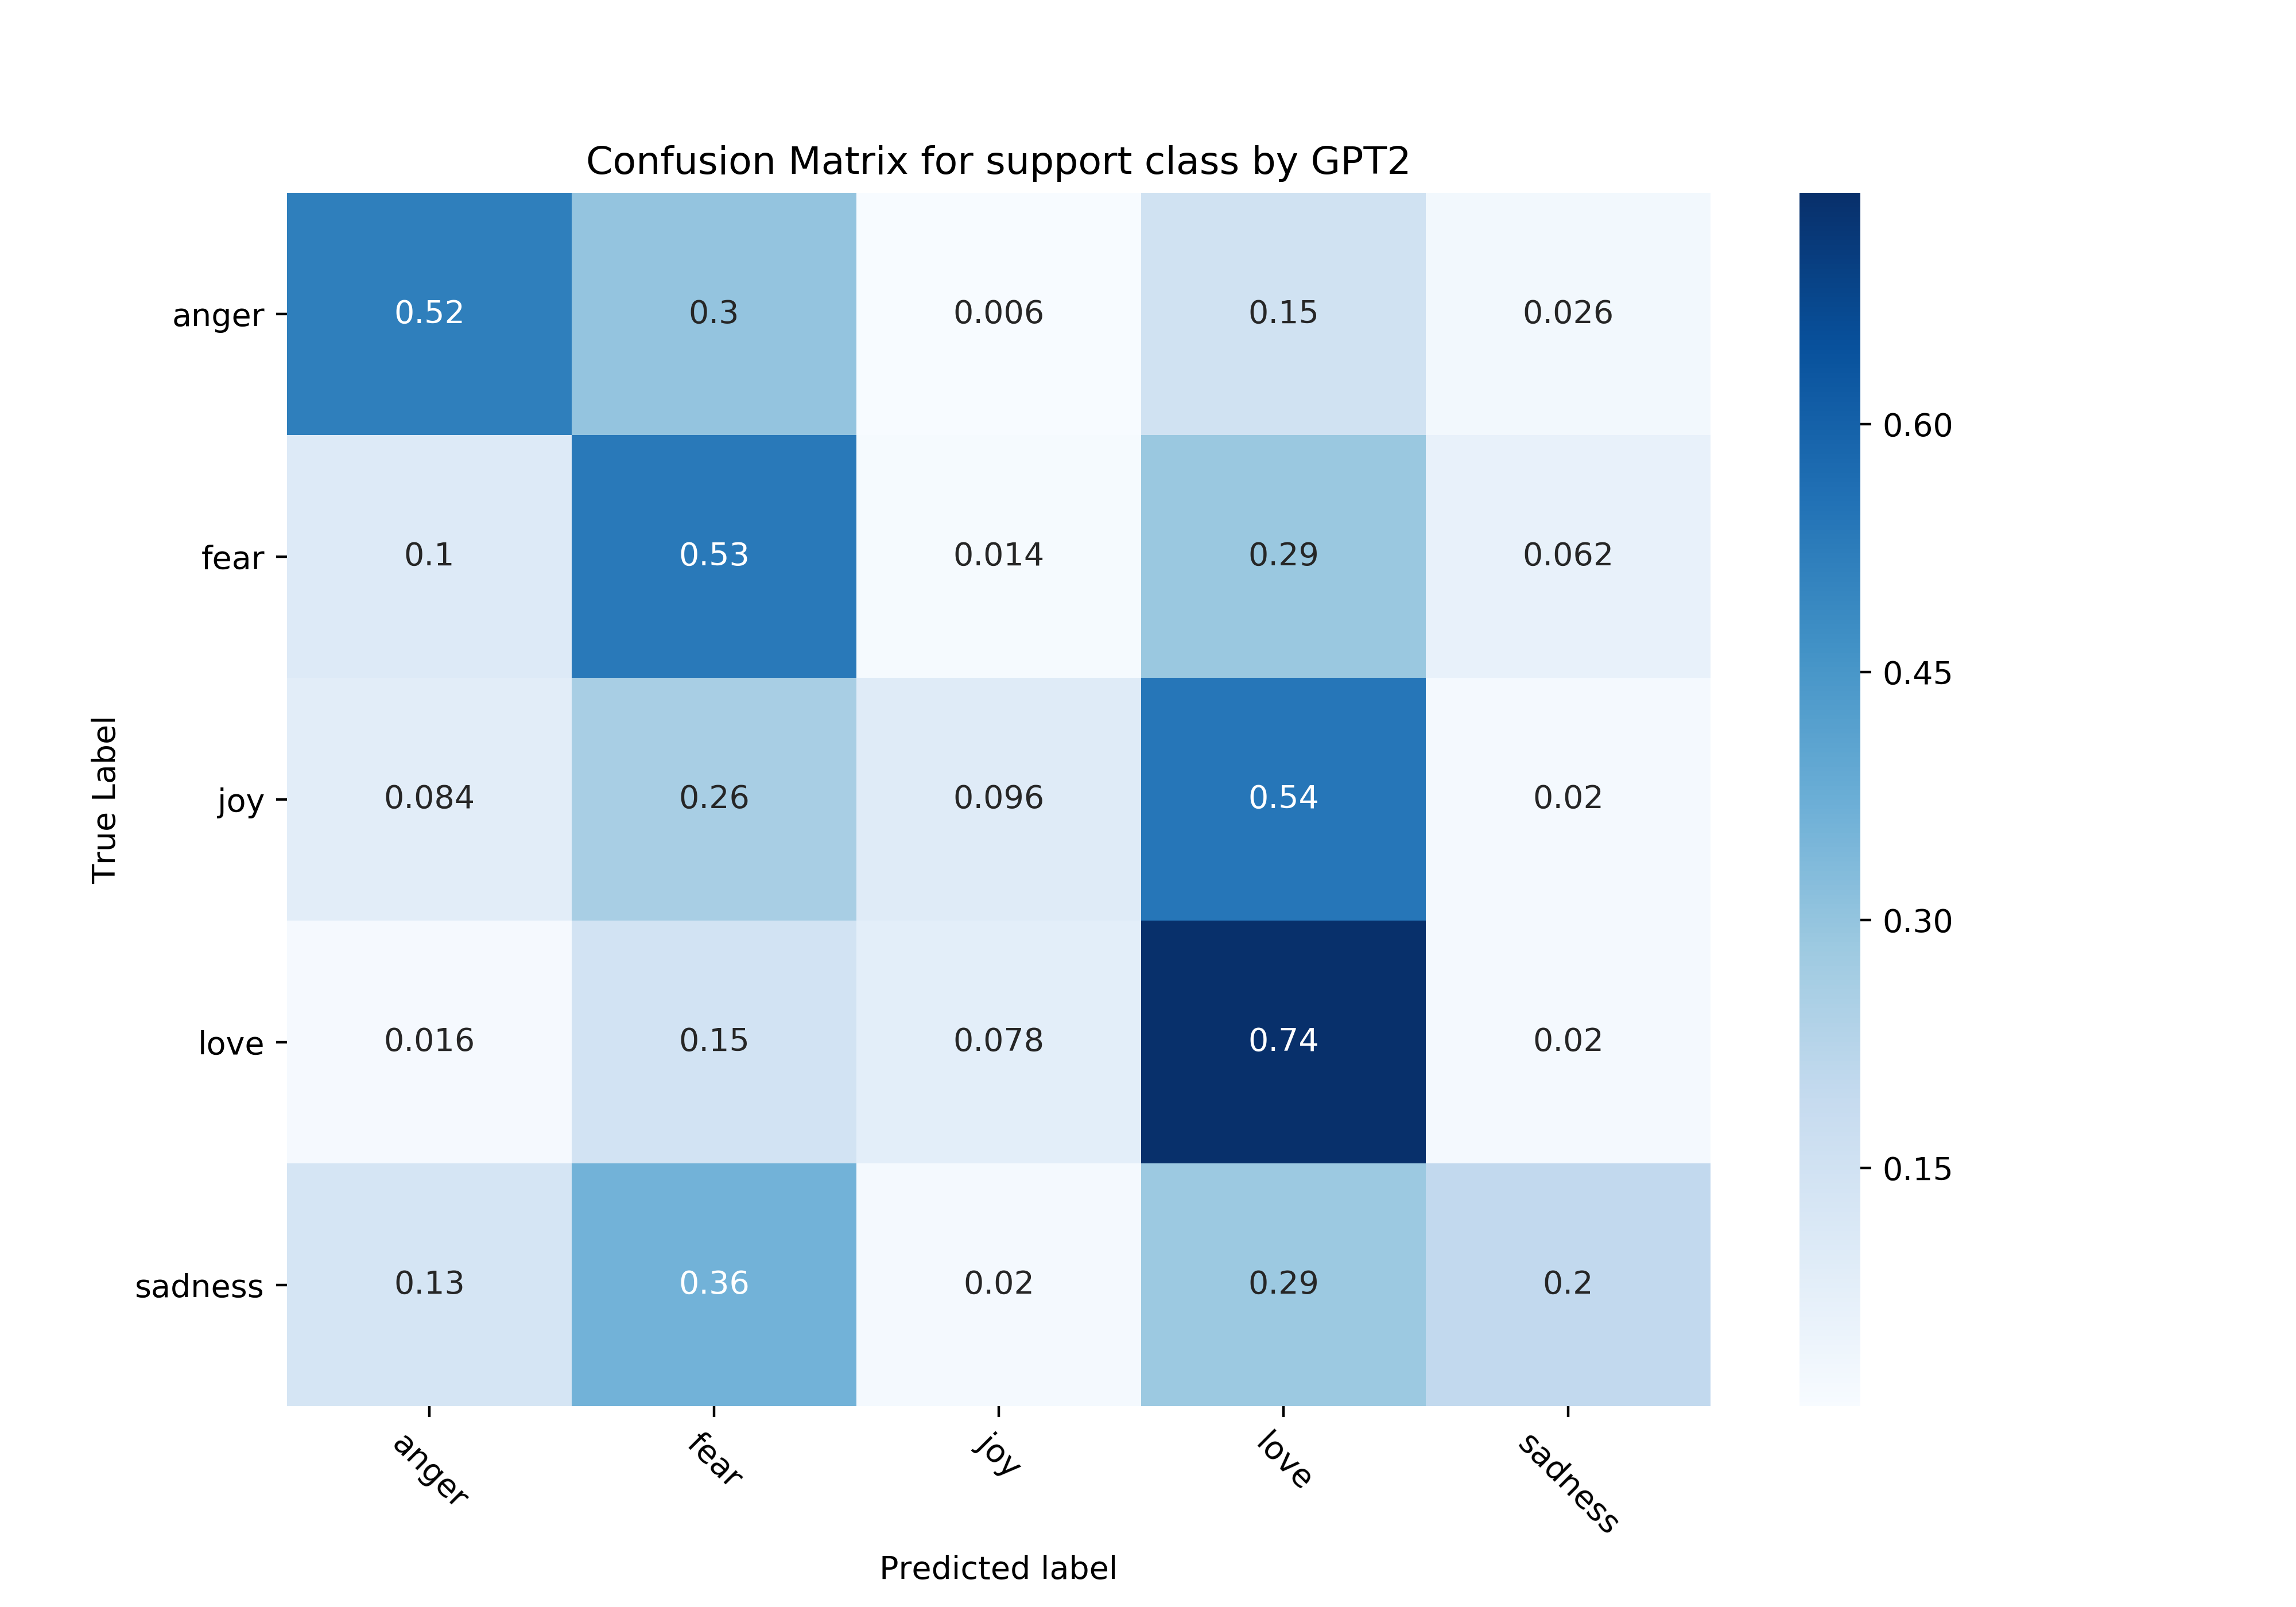 Confusion Matrix for support class by GPT2
True Label
anger 0.52 0.3 0.006 0.15 0.026
fear 0.1 0.53 0.014 0.29 0.062
joy 0.084 0.26 0.096 0.54 0.02
love 0.016 0.15 0.078 0.74 0.02
sadness 0.13 0.36 0.02 0.29 0.2
anger fear joy love sadness
Predicted label
0.60
0.45
0.30
0.15